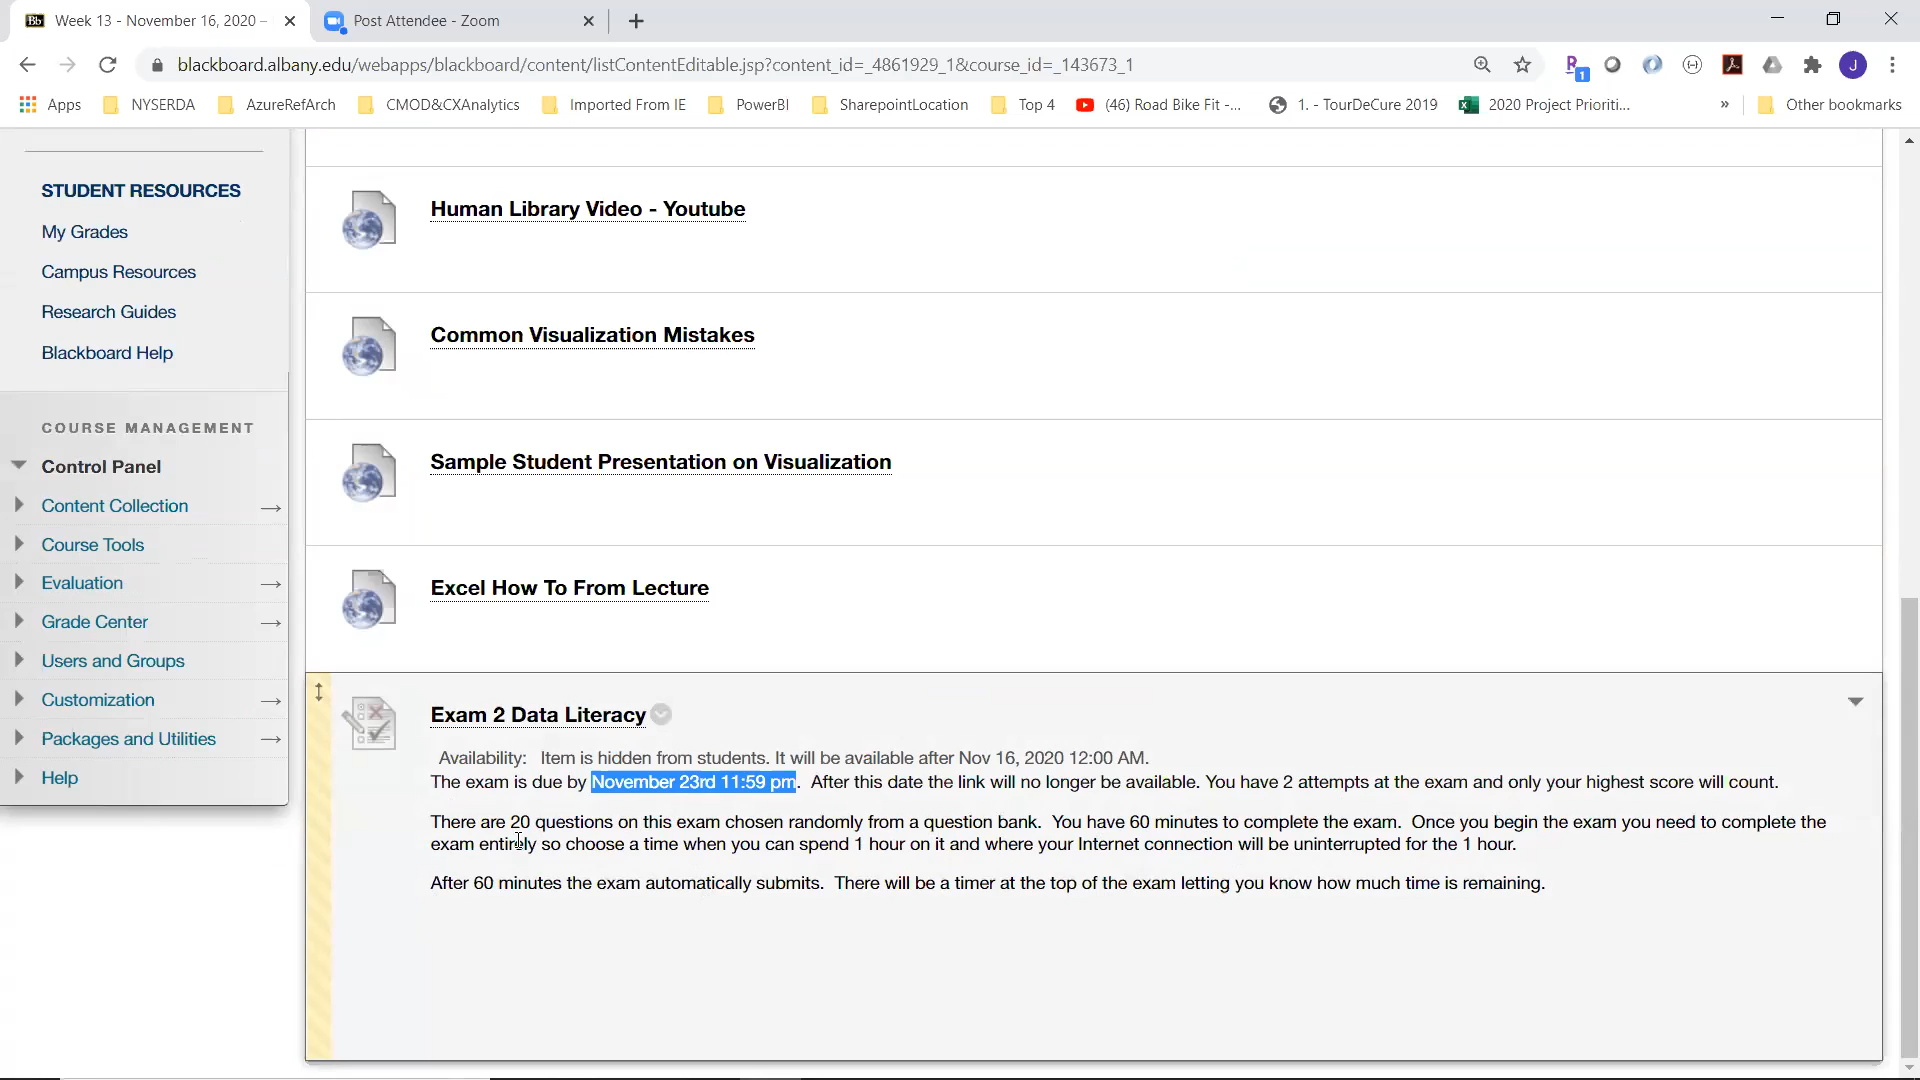 Bb Week 13 - November 16, 2020 –
Post Attendee - Zoom
blackboard.albany.edu/webapps/blackboard/content/listContentEditable.jsp?content_id=_4861929_1&course_id=_143673_1
1
J
Apps
NYSERDA
AzureRefArch
CMOD&CXAnalytics
Imported From IE
PowerBI
SharepointLocation
Top 4
(46) Road Bike Fit -...
1. - TourDeCure 2019
2020 Project Prioriti...
»
Other bookmarks
STUDENT RESOURCES
My Grades
Campus Resources
Research Guides
Blackboard Help
COURSE MANAGEMENT
Control Panel
Content Collection
Course Tools
Evaluation
Grade Center
Users and Groups
Customization
Packages and Utilities
Help
Human Library Video - Youtube
Common Visualization Mistakes
Sample Student Presentation on Visualization
Excel How To From Lecture
Exam 2 Data Literacy
Availability: Item is hidden from students. It will be available after Nov 16, 2020 12:00 AM.
The exam is due by November 23rd 11:59 pm. After this date the link will no longer be available. You have 2 attempts at the exam and only your highest score will count.
There are 20 questions on this exam chosen randomly from a question bank. You have 60 minutes to complete the exam. Once you begin the exam you need to complete the
exam entirely so choose a time when you can spend 1 hour on it and where your Internet connection will be uninterrupted for the 1 hour.
After 60 minutes the exam automatically submits. There will be a timer at the top of the exam letting you know how much time is remaining.